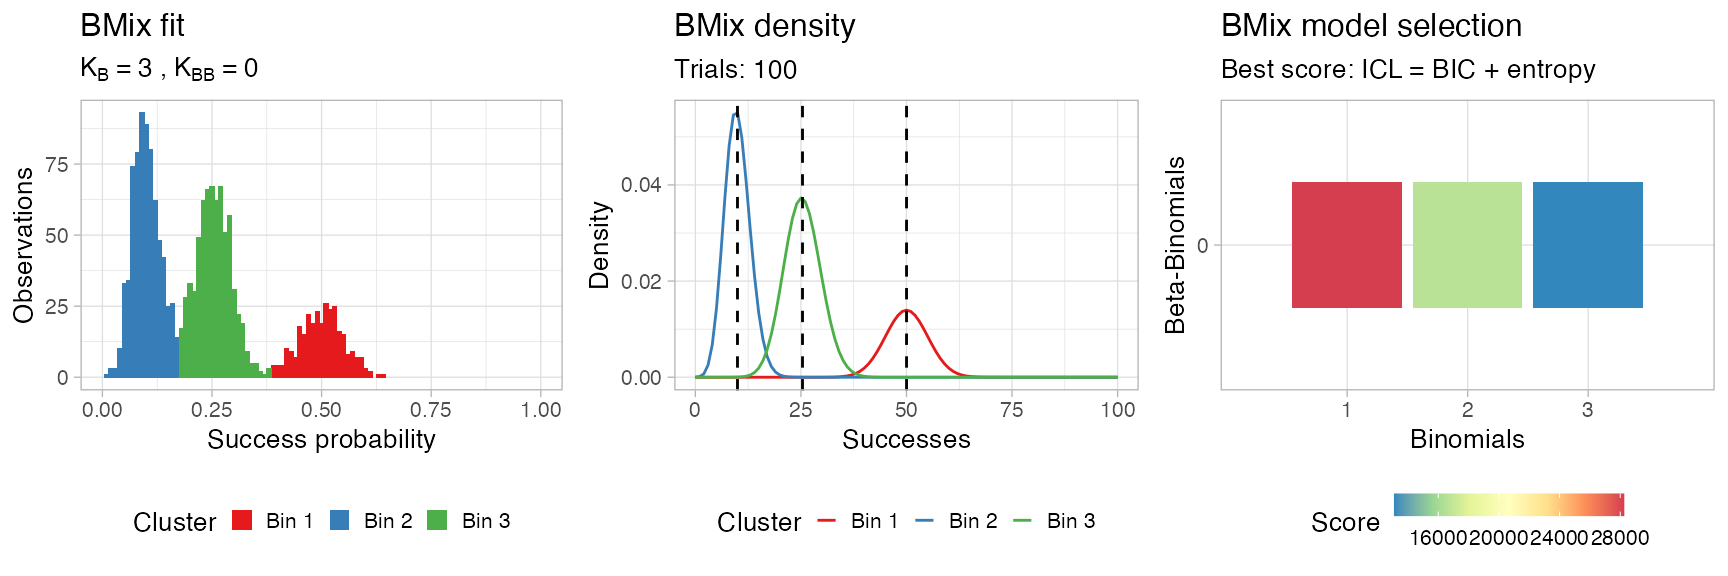 BMix fit
K_B = 3 , K_BB = 0
Observations
75
50
25
0
0.00 0.25 0.50 0.75 1.00
Success probability
Cluster Bin 1 Bin 2 Bin 3
BMix density
Trials: 100
Density
0.04
0.02
0.00
0 25 50 75 100
Successes
Cluster Bin 1 Bin 2 Bin 3
BMix model selection
Best score: ICL = BIC + entropy
Beta-Binomials
0
1 2 3
Binomials
Score
16000 20000 24000 28000